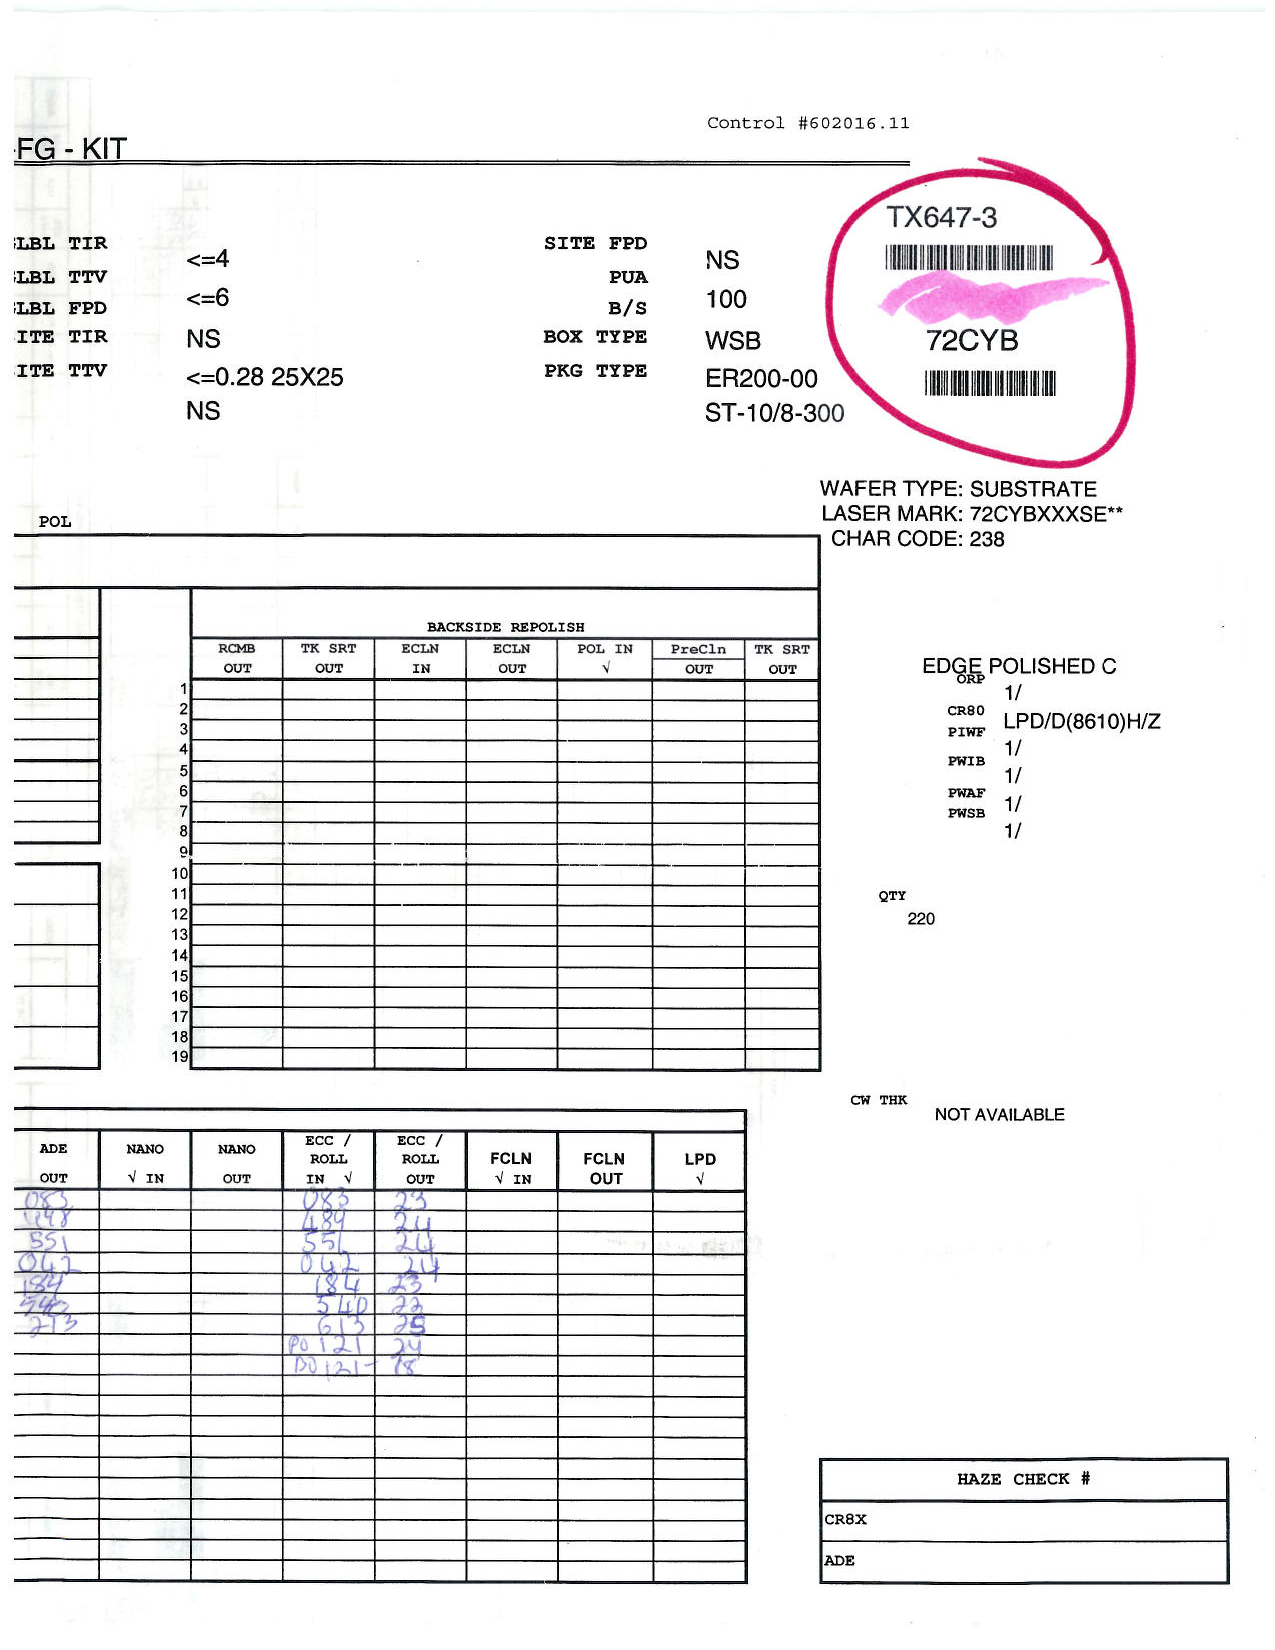 Control #602016.11
FG - KIT
TX647-3
LBL TIR <=4 SITE FPD NS
LBL TTV <=6 PUA 100
LBL FPD B/S
ITE TIR NS BOX TYPE WSB
72CYB
ITE TTV <=0.28 25X25 PKG TYPE ER200-00
NS ST-10/8-300
WAFER TYPE: SUBSTRATE
LASER MARK: 72CYBXXXSE**
CHAR CODE: 238
POL
BACKSIDE REPOLISH
RCMB TK SRT ECLN ECLN POL IN PreCln TK SRT
OUT OUT IN OUT √ OUT OUT
EDGE POLISHED C
ORP 1/
CR80 LPD/D(8610)H/Z
PIWF 1/
PWIB 1/
PWAF 1/
PWSB 1/
1
2
3
4
5
6
7
8
9
10
11
12
13
14
15
16
17
18
19
QTY
220
CW THK
NOT AVAILABLE
ADE NANO NANO ECC / ROLL ECC / ROLL FCLN FCLN LPD
OUT √ IN OUT IN √ OUT √ IN OUT √
083 083 23
489 24
551 551 24
042 042 24
184 184 23
540 540 22
613 25
PO 121 24
18
HAZE CHECK #
CR8X
ADE